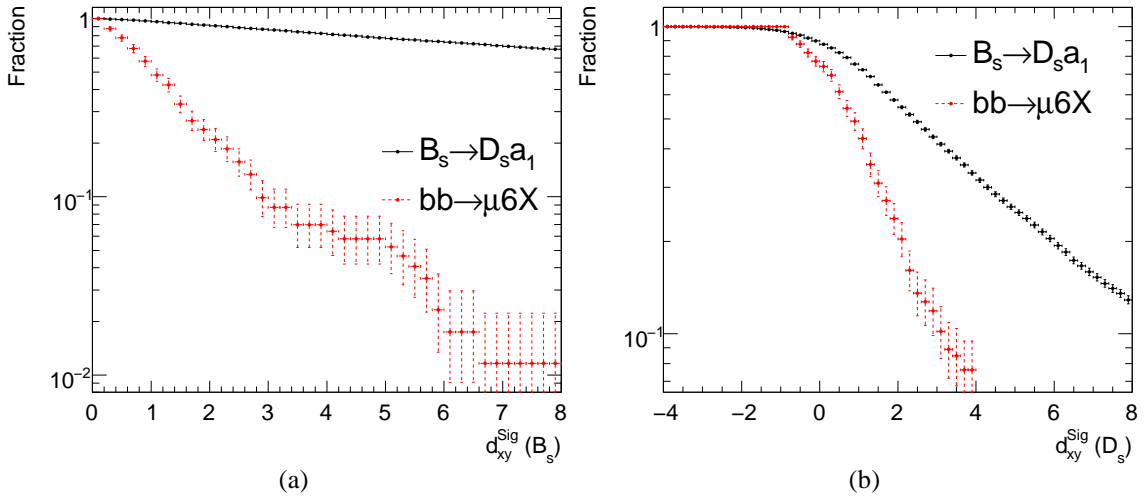 Fraction
1
10⁻¹
10⁻²
B_s→D_sa_1
bb→μ6X
0 1 2 3 4 5 6 7 8
d_xy^Sig (B_s)
(a)
Fraction
1
10⁻¹
B_s→D_sa_1
bb→μ6X
−4 −2 0 2 4 6 8
d_xy^Sig (D_s)
(b)